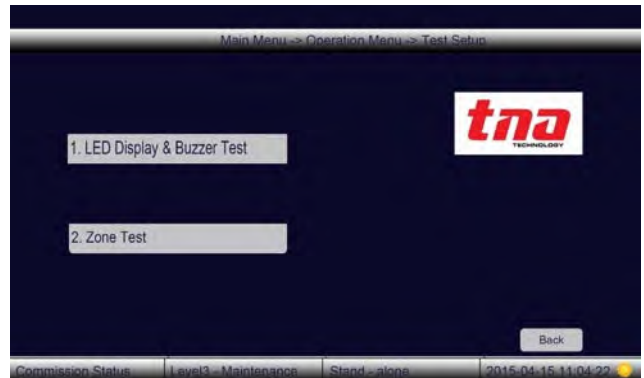 Main Menu -> Operation Menu -> Test Setup
tna
TECHNOLOGY
1. LED Display & Buzzer Test
2. Zone Test
Back
Commission Status
Level3 - Maintenance
Stand - alone
2015-04-15 11:04:22